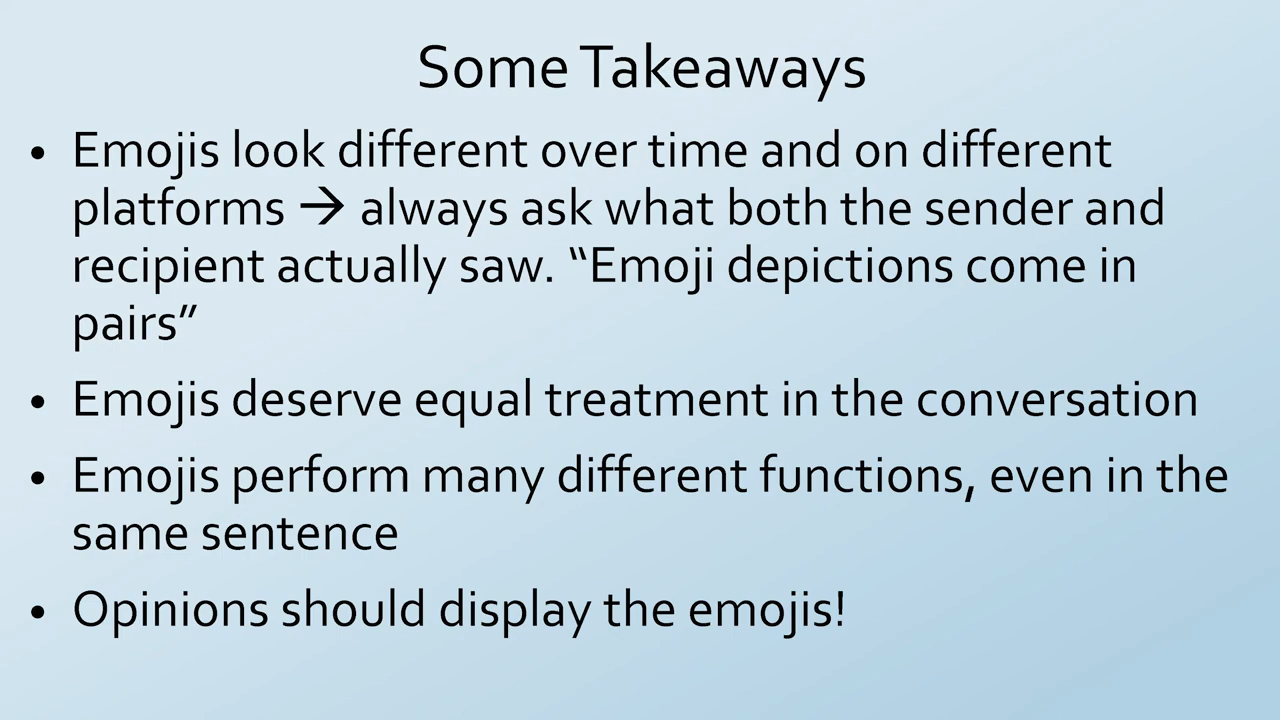 Some Takeaways
• Emojis look different over time and on different
platforms → always ask what both the sender and
recipient actually saw. “Emoji depictions come in
pairs”
• Emojis deserve equal treatment in the conversation
• Emojis perform many different functions, even in the
same sentence
• Opinions should display the emojis!